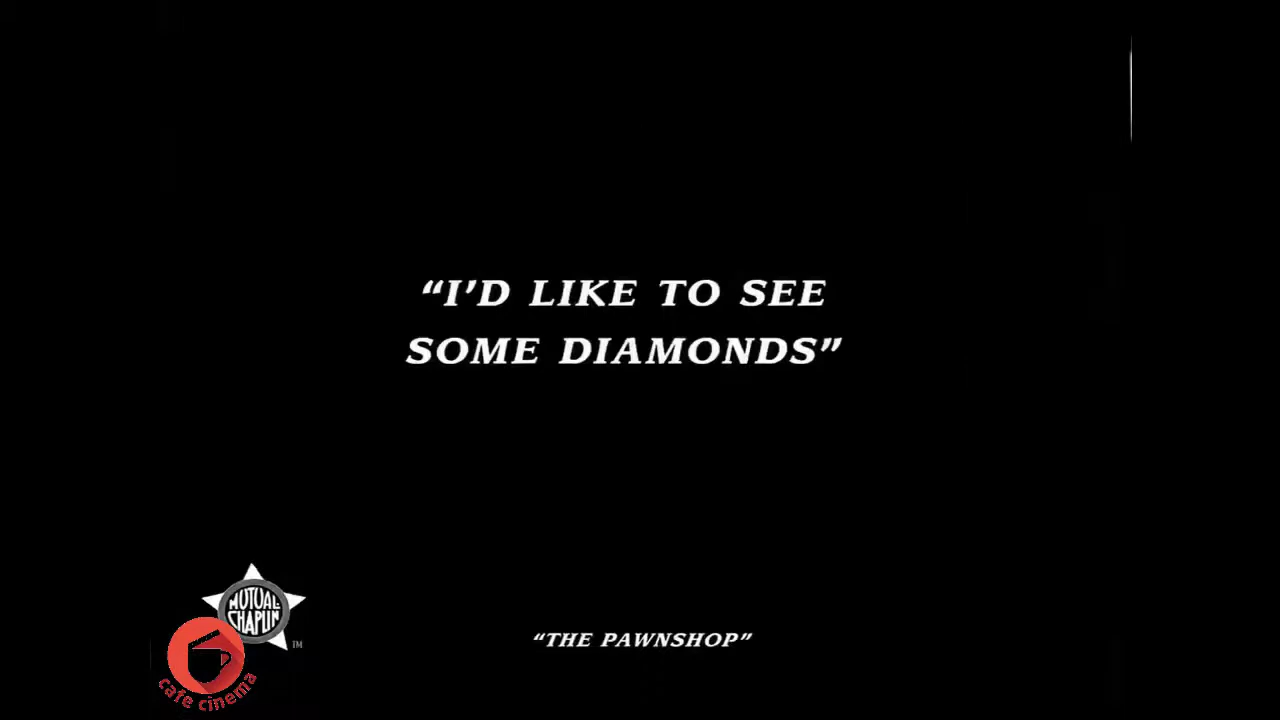 “I’D LIKE TO SEE
SOME DIAMONDS”
MUTUAL
CHAPLIN
TM
“THE PAWNSHOP”
cafe cinema